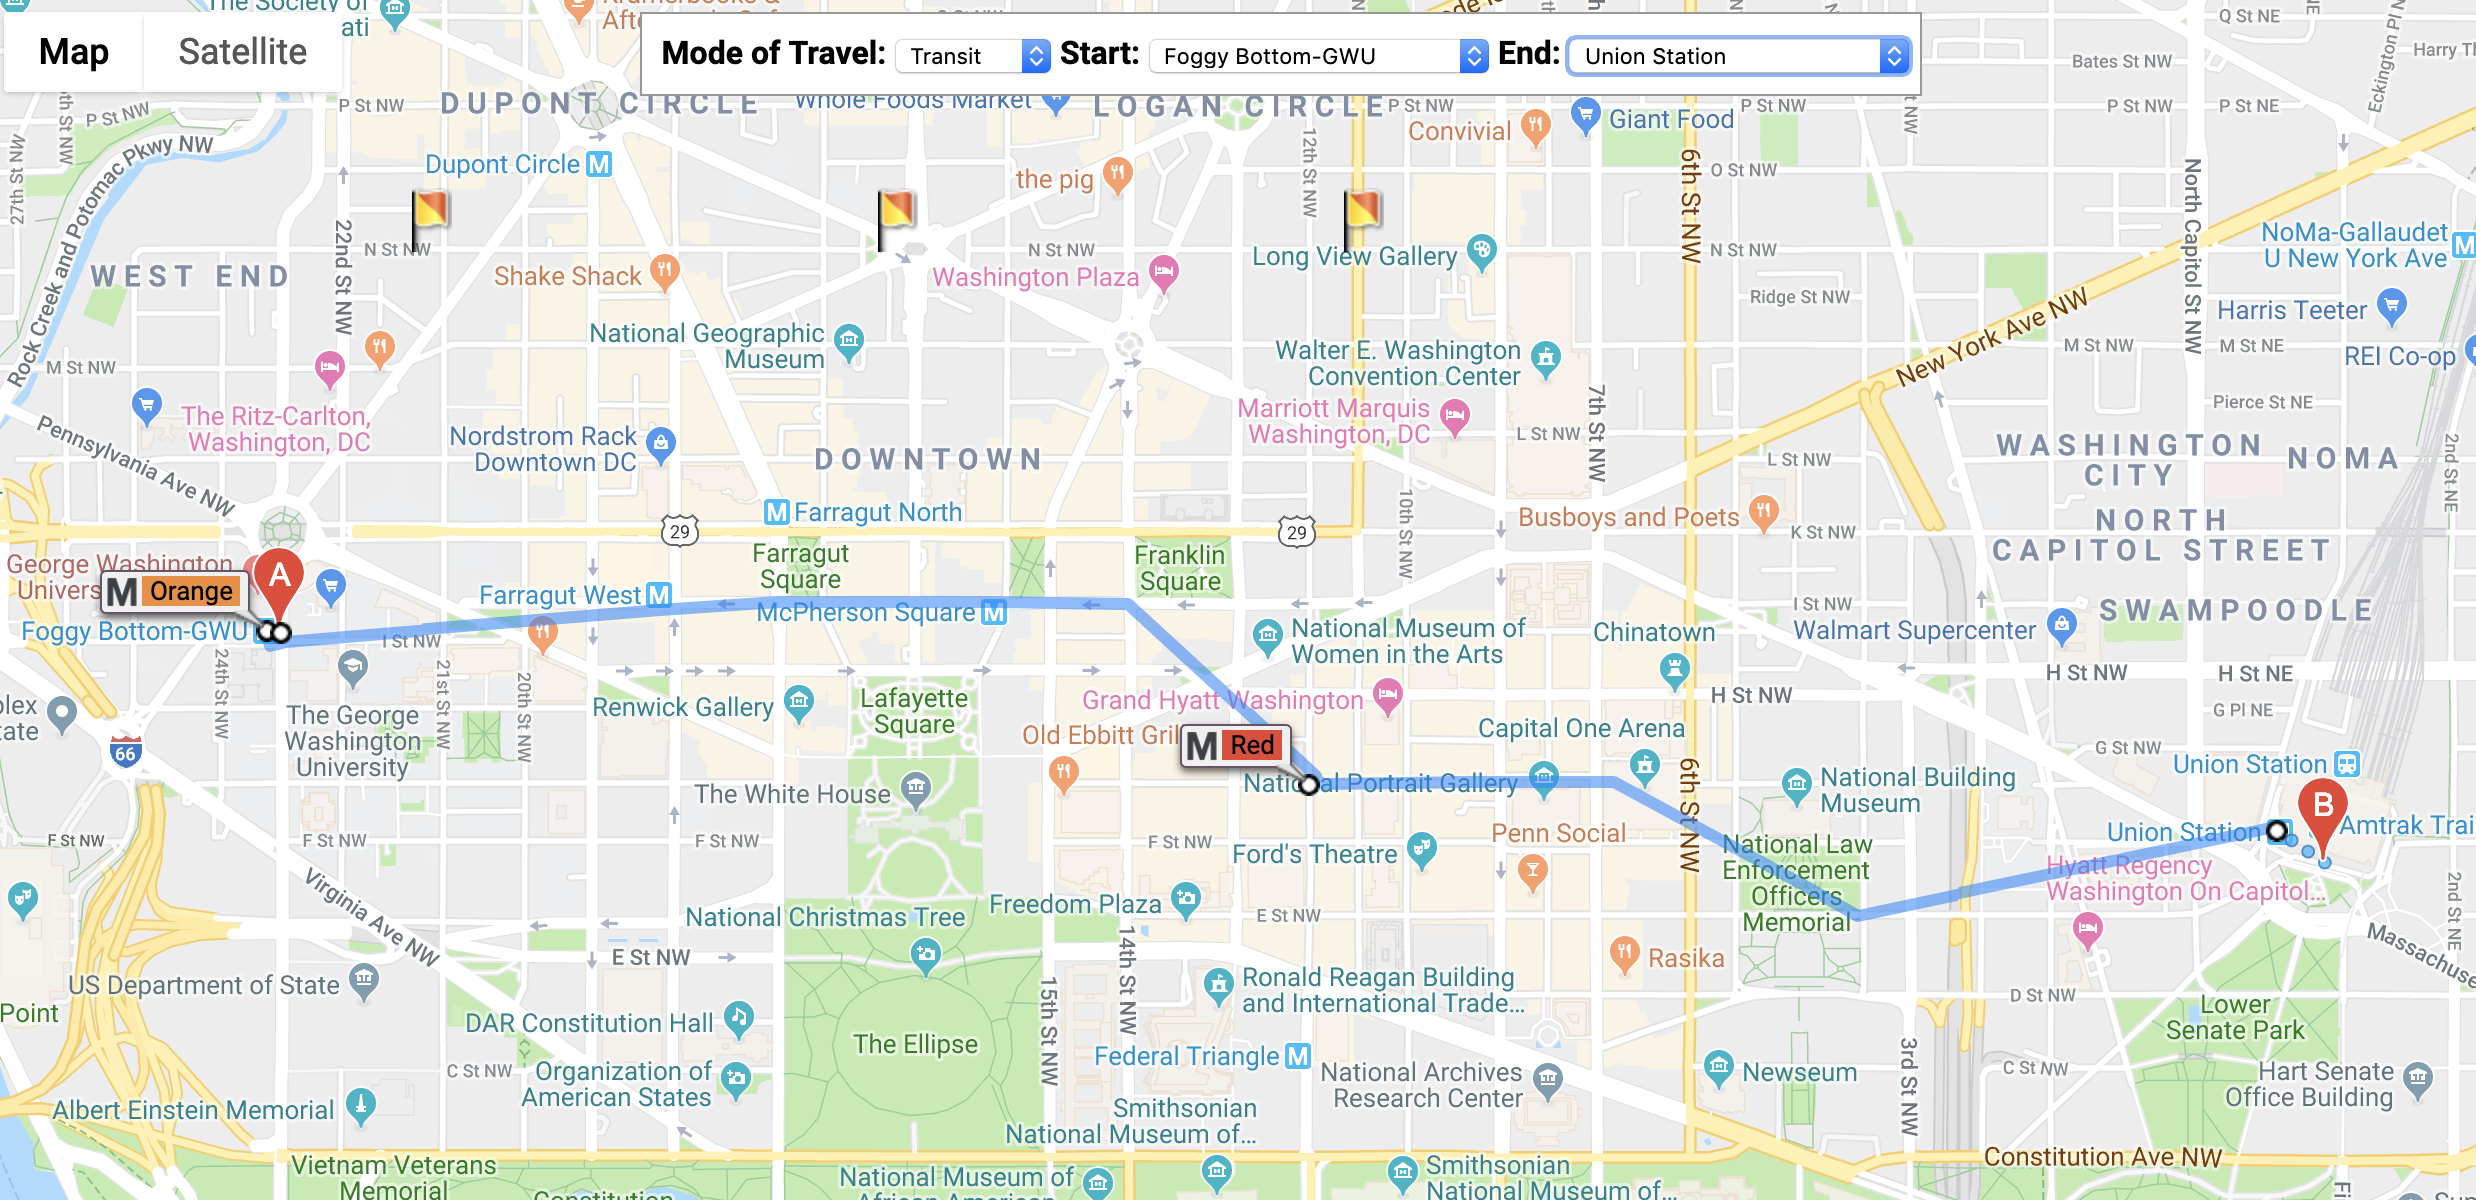 The Society of
ati
Map
Satellite
Mode of Travel: Transit Start: Foggy Bottom-GWU End: Union Station
Q St NE
Bates St NW
P St NW
P St NW
DUPONT CIRCLE
Whole Foods Market
LOGAN CIRCLE
P St NW
P St NW
P St NW
P St NE
Eckington Pl N
Convivial
Giant Food
27th St NW
Rock Creek and Potomac Pkwy NW
Dupont Circle
the pig
12th St NW
6th St NW
O St NW
North Capitol St NW
22nd St NW
N St NW
N St NW
N St NW
WEST END
Shake Shack
Washington Plaza
Long View Gallery
NoMa-Gallaudet
U New York Ave
Ridge St NW
Harris Teeter
National Geographic
Museum
Walter E. Washington
Convention Center
New York Ave NW
M St NW
M St NW
M St NE
REI Co-op
Pierce St NE
The Ritz-Carlton,
Washington, DC
Pennsylvania Ave NW
Nordstrom Rack
Downtown DC
DOWNTOWN
Marriott Marquis
Washington, DC
L St NW
7th St NW
L St NW
WASHINGTON
CITY
NOMA
2nd St NE
10th St NW
Farragut North
29
29
Busboys and Poets
K St NW
NORTH
CAPITOL STREET
George Washington
Univers
A
M Orange
Foggy Bottom-GWU
Farragut
Square
Franklin
Square
Farragut West
McPherson Square
I St NW
I St NW
SWAMPOODLE
Walmart Supercenter
24th St NW
21st St NW
20th St NW
National Museum of
Women in the Arts
Chinatown
H St NW
H St NW
H St NE
G Pl NE
G St NW
plex
tate
66
The George
Washington
University
Renwick Gallery
Lafayette
Square
Grand Hyatt Washington
Old Ebbitt Gril
M Red
Capital One Arena
National Portrait Gallery
6th St NW
National Building
Museum
Union Station
B
The White House
F St NW
F St NW
F St NW
F St NW
Ford's Theatre
Penn Social
National Law
Enforcement
Officers
Memorial
Union Station
Amtrak Trai
Hyatt Regency
Washington On Capitol...
Virginia Ave NW
National Christmas Tree
Freedom Plaza
E St NW
E St NW
14th St NW
15th St NW
Rasika
Massachuse
2nd St NE
US Department of State
Point
DAR Constitution Hall
The Ellipse
Ronald Reagan Building
and International Trade...
D St NW
Lower
Senate Park
Federal Triangle
3rd St NW
C St NW
Organization of
American States
National Archives
Research Center
Newseum
C St NW
Hart Senate
Office Building
Albert Einstein Memorial
Smithsonian
National Museum of...
Constitution Ave NW
Vietnam Veterans
Memorial
National Museum of
Smithsonian
National Museum of...